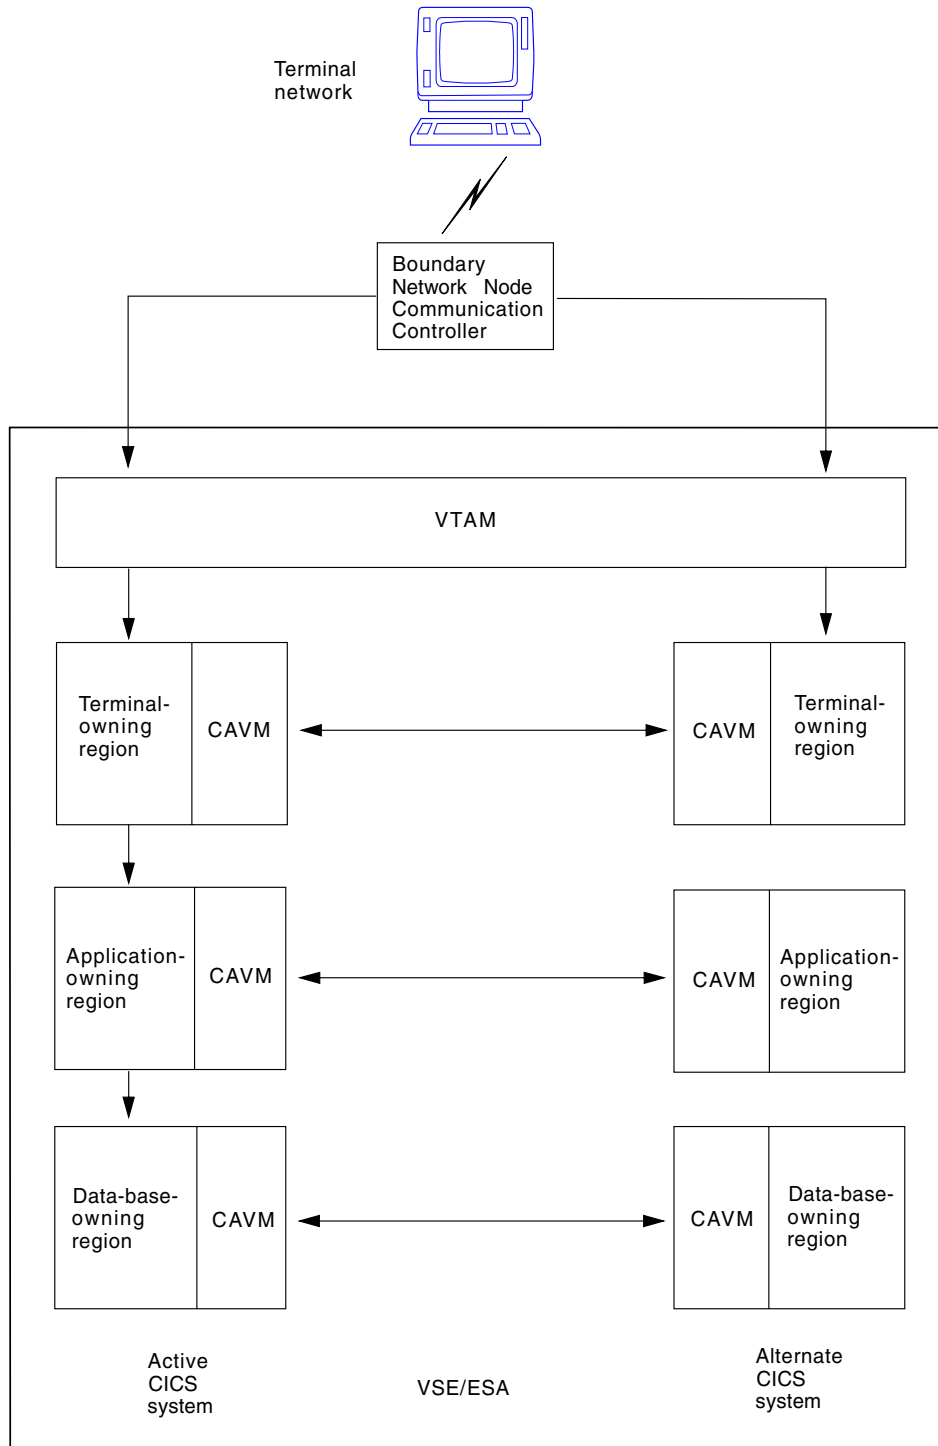 Terminal
network
Boundary
Network Node
Communication
Controller
VTAM
Terminal-
owning
region
CAVM
CAVM
Terminal-
owning
region
Application-
owning
region
CAVM
CAVM
Application-
owning
region
Data-base-
owning
region
CAVM
CAVM
Data-base-
owning
region
Active
CICS
system
VSE/ESA
Alternate
CICS
system